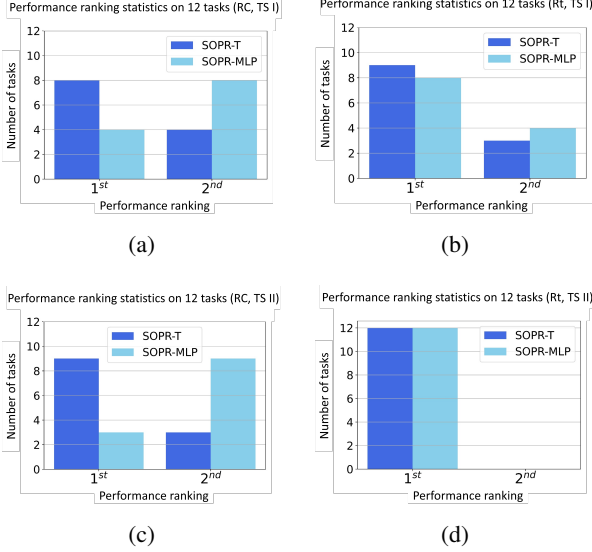 Performance ranking statistics on 12 tasks (RC, TS I)
Number of tasks
12
10
8
6
4
2
0
SOPR-T
SOPR-MLP
1st
2nd
Performance ranking
(a)
Performance ranking statistics on 12 tasks (Rt, TS I)
Number of tasks
12
10
8
6
4
2
0
SOPR-T
SOPR-MLP
1st
2nd
Performance ranking
(b)
Performance ranking statistics on 12 tasks (RC, TS II)
Number of tasks
12
10
8
6
4
2
0
SOPR-T
SOPR-MLP
1st
2nd
Performance ranking
(c)
Performance ranking statistics on 12 tasks (Rt, TS II)
Number of tasks
12
10
8
6
4
2
0
SOPR-T
SOPR-MLP
1st
2nd
Performance ranking
(d)